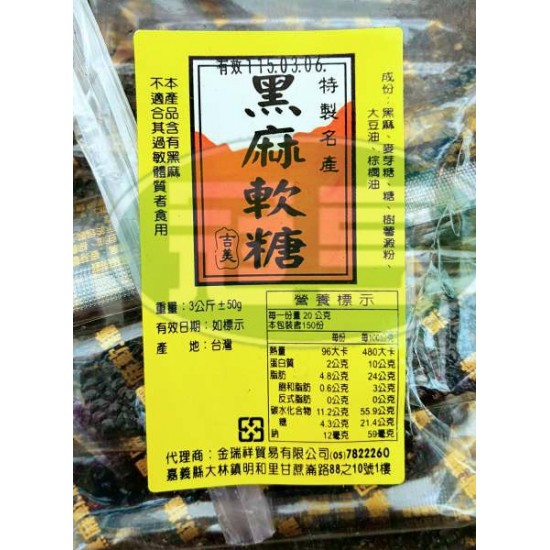 有效115.03.06.
特製名產
黑麻軟糖
吉美
成份：黑麻、麥芽糖、糖、樹薯澱粉、
大豆油、棕櫚油
本產品含有黑麻
不適合其過敏體質者食用
重量：3公斤±50g
有效日期：如標示
產　地：台灣
營養標示
每一份量 20 公克
本包裝含150份
每份 每100公克
熱量 96大卡 480大卡
蛋白質 2公克 10公克
脂肪 4.8公克 24公克
飽和脂肪 0.6公克 3公克
反式脂肪 0公克 0公克
碳水化合物 11.2公克 55.9公克
糖 4.3公克 21.4公克
鈉 12毫克 59毫克
代理商：金瑞祥貿易有限公司(05)7822260
嘉義縣大林鎮明和里甘蔗崙路88之10號1樓